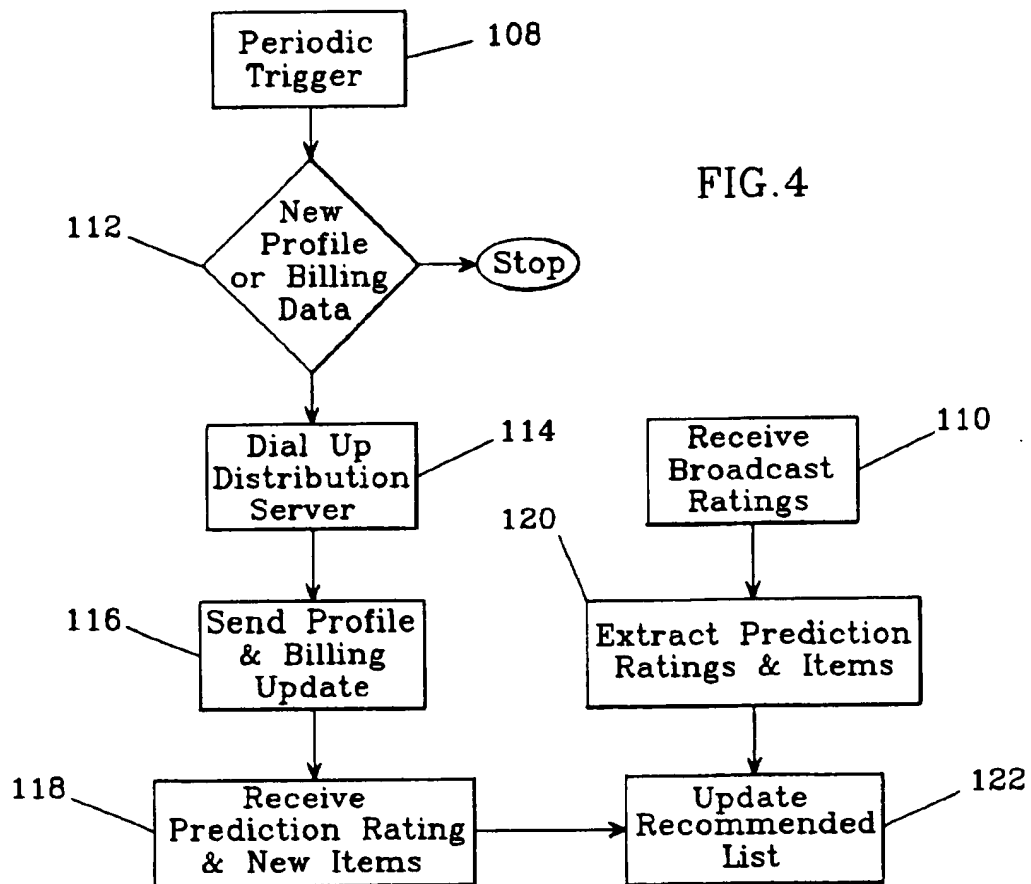 Periodic
Trigger
108
FIG.4
112
New
Profile
or Billing
Data
Stop
Dial Up
Distribution
Server
114
Receive
Broadcast
Ratings
110
116
Send Profile
& Billing
Update
120
Extract Prediction
Ratings & Items
118
Receive
Prediction Rating
& New Items
Update
Recommended
List
122